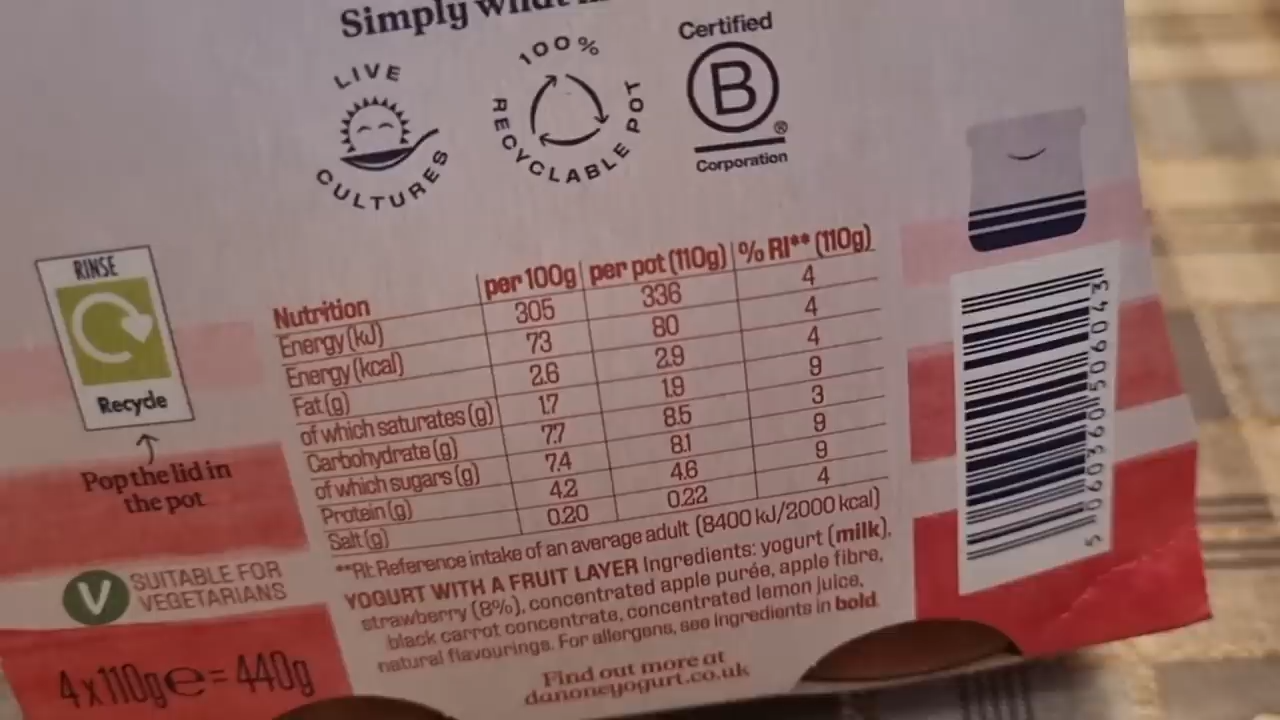 Simply
LIVE
CULTURES
100%
RECYCLABLE POT
Certified
B
®
Corporation
RINSE
Recycle
Pop the lid in
the pot
V SUITABLE FOR
VEGETARIANS
4x110g e = 440g
Nutrition per 100g per pot (110g) % RI** (110g)
Energy (kJ) 305 336 4
Energy (kcal) 73 80 4
Fat (g) 2.6 2.9 4
of which saturates (g) 1.7 1.9 9
Carbohydrate (g) 7.7 8.5 3
of which sugars (g) 7.4 8.1 9
Protein (g) 4.2 4.6 9
Salt (g) 0.20 0.22 4
**RI: Reference intake of an average adult (8400 kJ/2000 kcal)
YOGURT WITH A FRUIT LAYER Ingredients: yogurt (milk),
strawberry (8%), concentrated apple purée, apple fibre,
black carrot concentrate, concentrated lemon juice,
natural flavourings. For allergens, see ingredients in bold.
Find out more at
danoneyogurt.co.uk
5 060360 506043